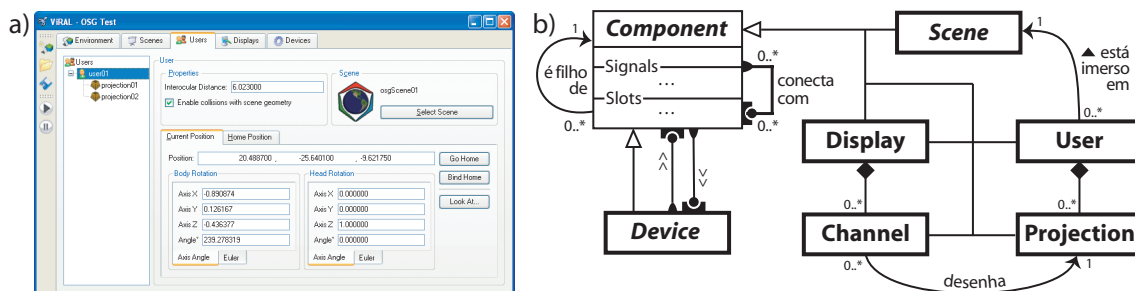 a)
ViRAL - OSG Test
Environment Scenes Users Displays Devices
Users
user01
projection01
projection02
User
Properties
Interocular Distance: 6.023000
Enable collisions with scene geometry
Scene
osgScene01
Select Scene
Current Position Home Position
Position: 20.488700 , -25.640100 , -9.621750
Go Home
Bind Home
Look At...
Body Rotation
Axis X -0.890874
Axis Y 0.126167
Axis Z -0.436377
Angle° 239.278319
Axis Angle Euler
Head Rotation
Axis X 0.000000
Axis Y 0.000000
Axis Z 1.000000
Angle° 0.000000
Axis Angle Euler
b)
Component
Signals
...
Slots
...
1
é filho
de
0..*
0..*
conecta
com
0..*
<<
>>
Device
Scene
1
▲ está
imerso
em
0..*
Display
User
0..*
0..*
Channel
Projection
0..*
desenha
1